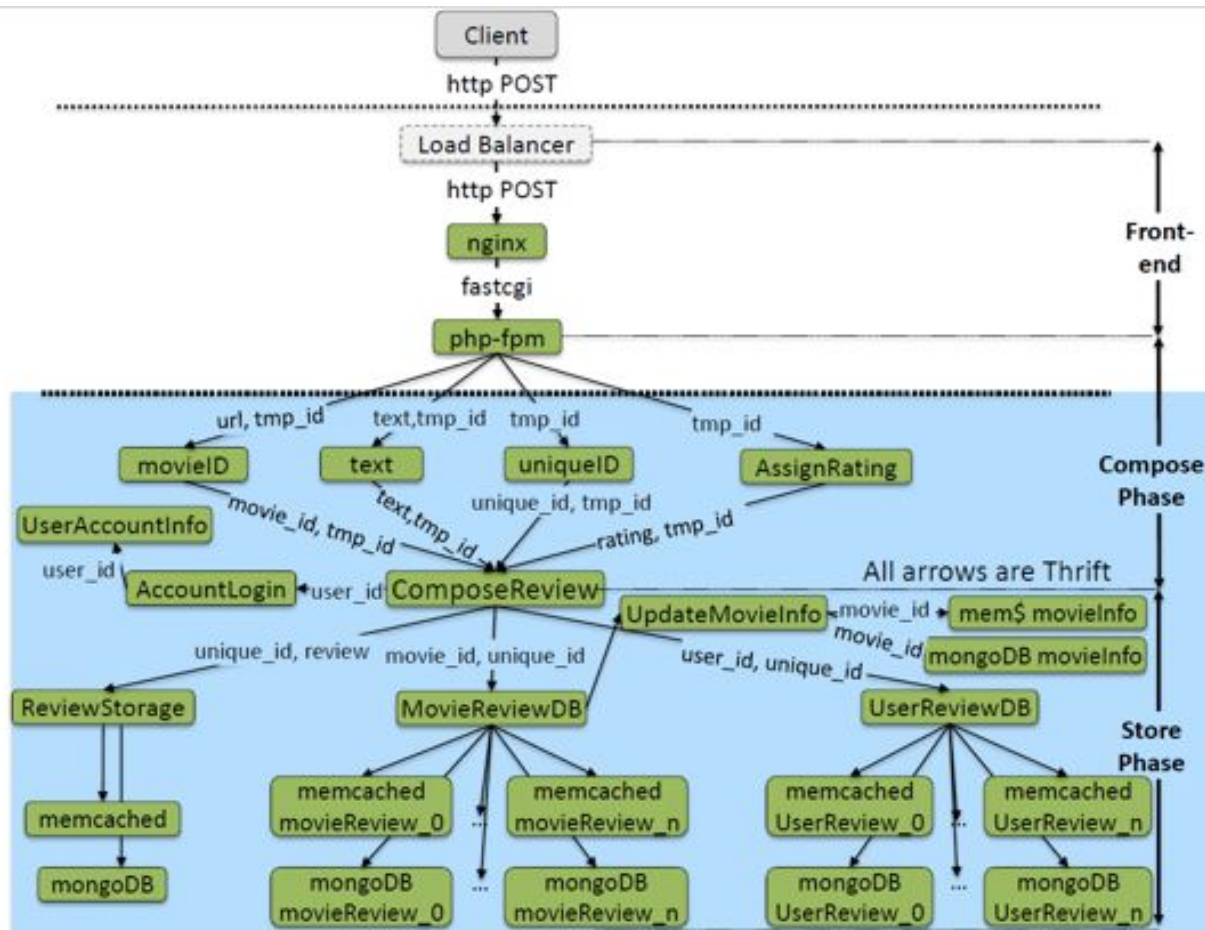 Client
http POST
Load Balancer
http POST
nginx
Front-
end
fastcgi
php-fpm
url, tmp_id
text,tmp_id
tmp_id
tmp_id
movieID
text
uniqueID
AssignRating
Compose
Phase
movie_id, tmp_id
text,tmp_id
unique_id, tmp_id
rating, tmp_id
UserAccountInfo
user_id
AccountLogin
user_id
ComposeReview
All arrows are Thrift
UpdateMovieInfo
movie_id
mem$ movieInfo
movie_id
mongoDB movieInfo
unique_id, review
movie_id, unique_id
user_id, unique_id
ReviewStorage
MovieReviewDB
UserReviewDB
Store
Phase
memcached
mongoDB
memcached
movieReview_0
...
memcached
movieReview_n
memcached
UserReview_0
...
memcached
UserReview_n
mongoDB
movieReview_0
...
mongoDB
movieReview_n
mongoDB
UserReview_0
...
mongoDB
UserReview_n